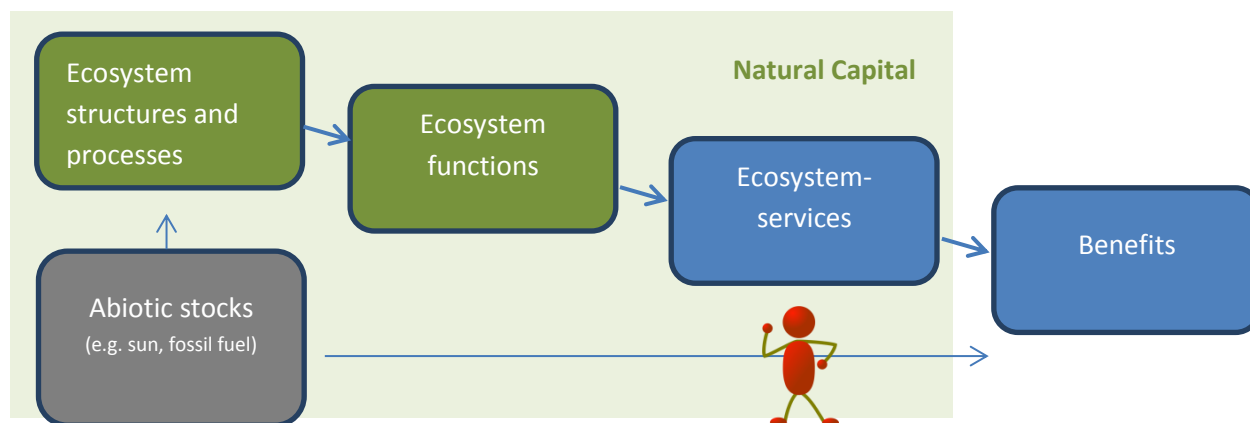 Ecosystem
structures and
processes
Natural Capital
Ecosystem
functions
Ecosystem-
services
Benefits
Abiotic stocks
(e.g. sun, fossil fuel)